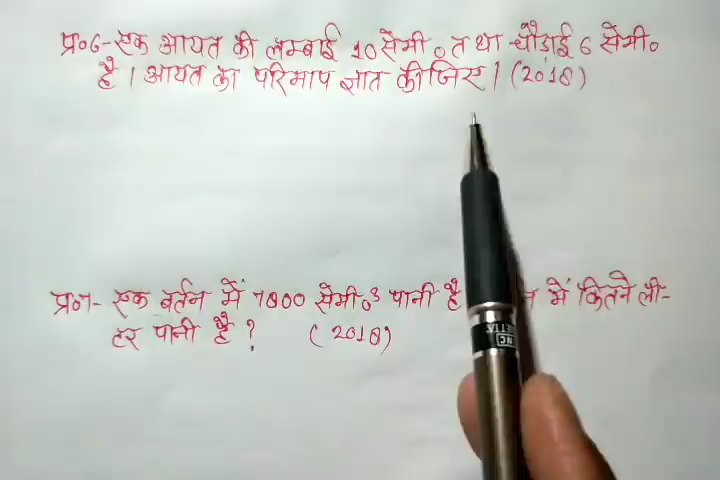 प्र०6- एक आयत की लम्बाई 10 सेमी० तथा चौड़ाई 6 सेमी०
है। आयत का परिमाप ज्ञात कीजिए। (2018)
प्र०7- एक बर्तन में 7800 सेमी०³ पानी है में कितने ली-
टर पानी है? (2018)